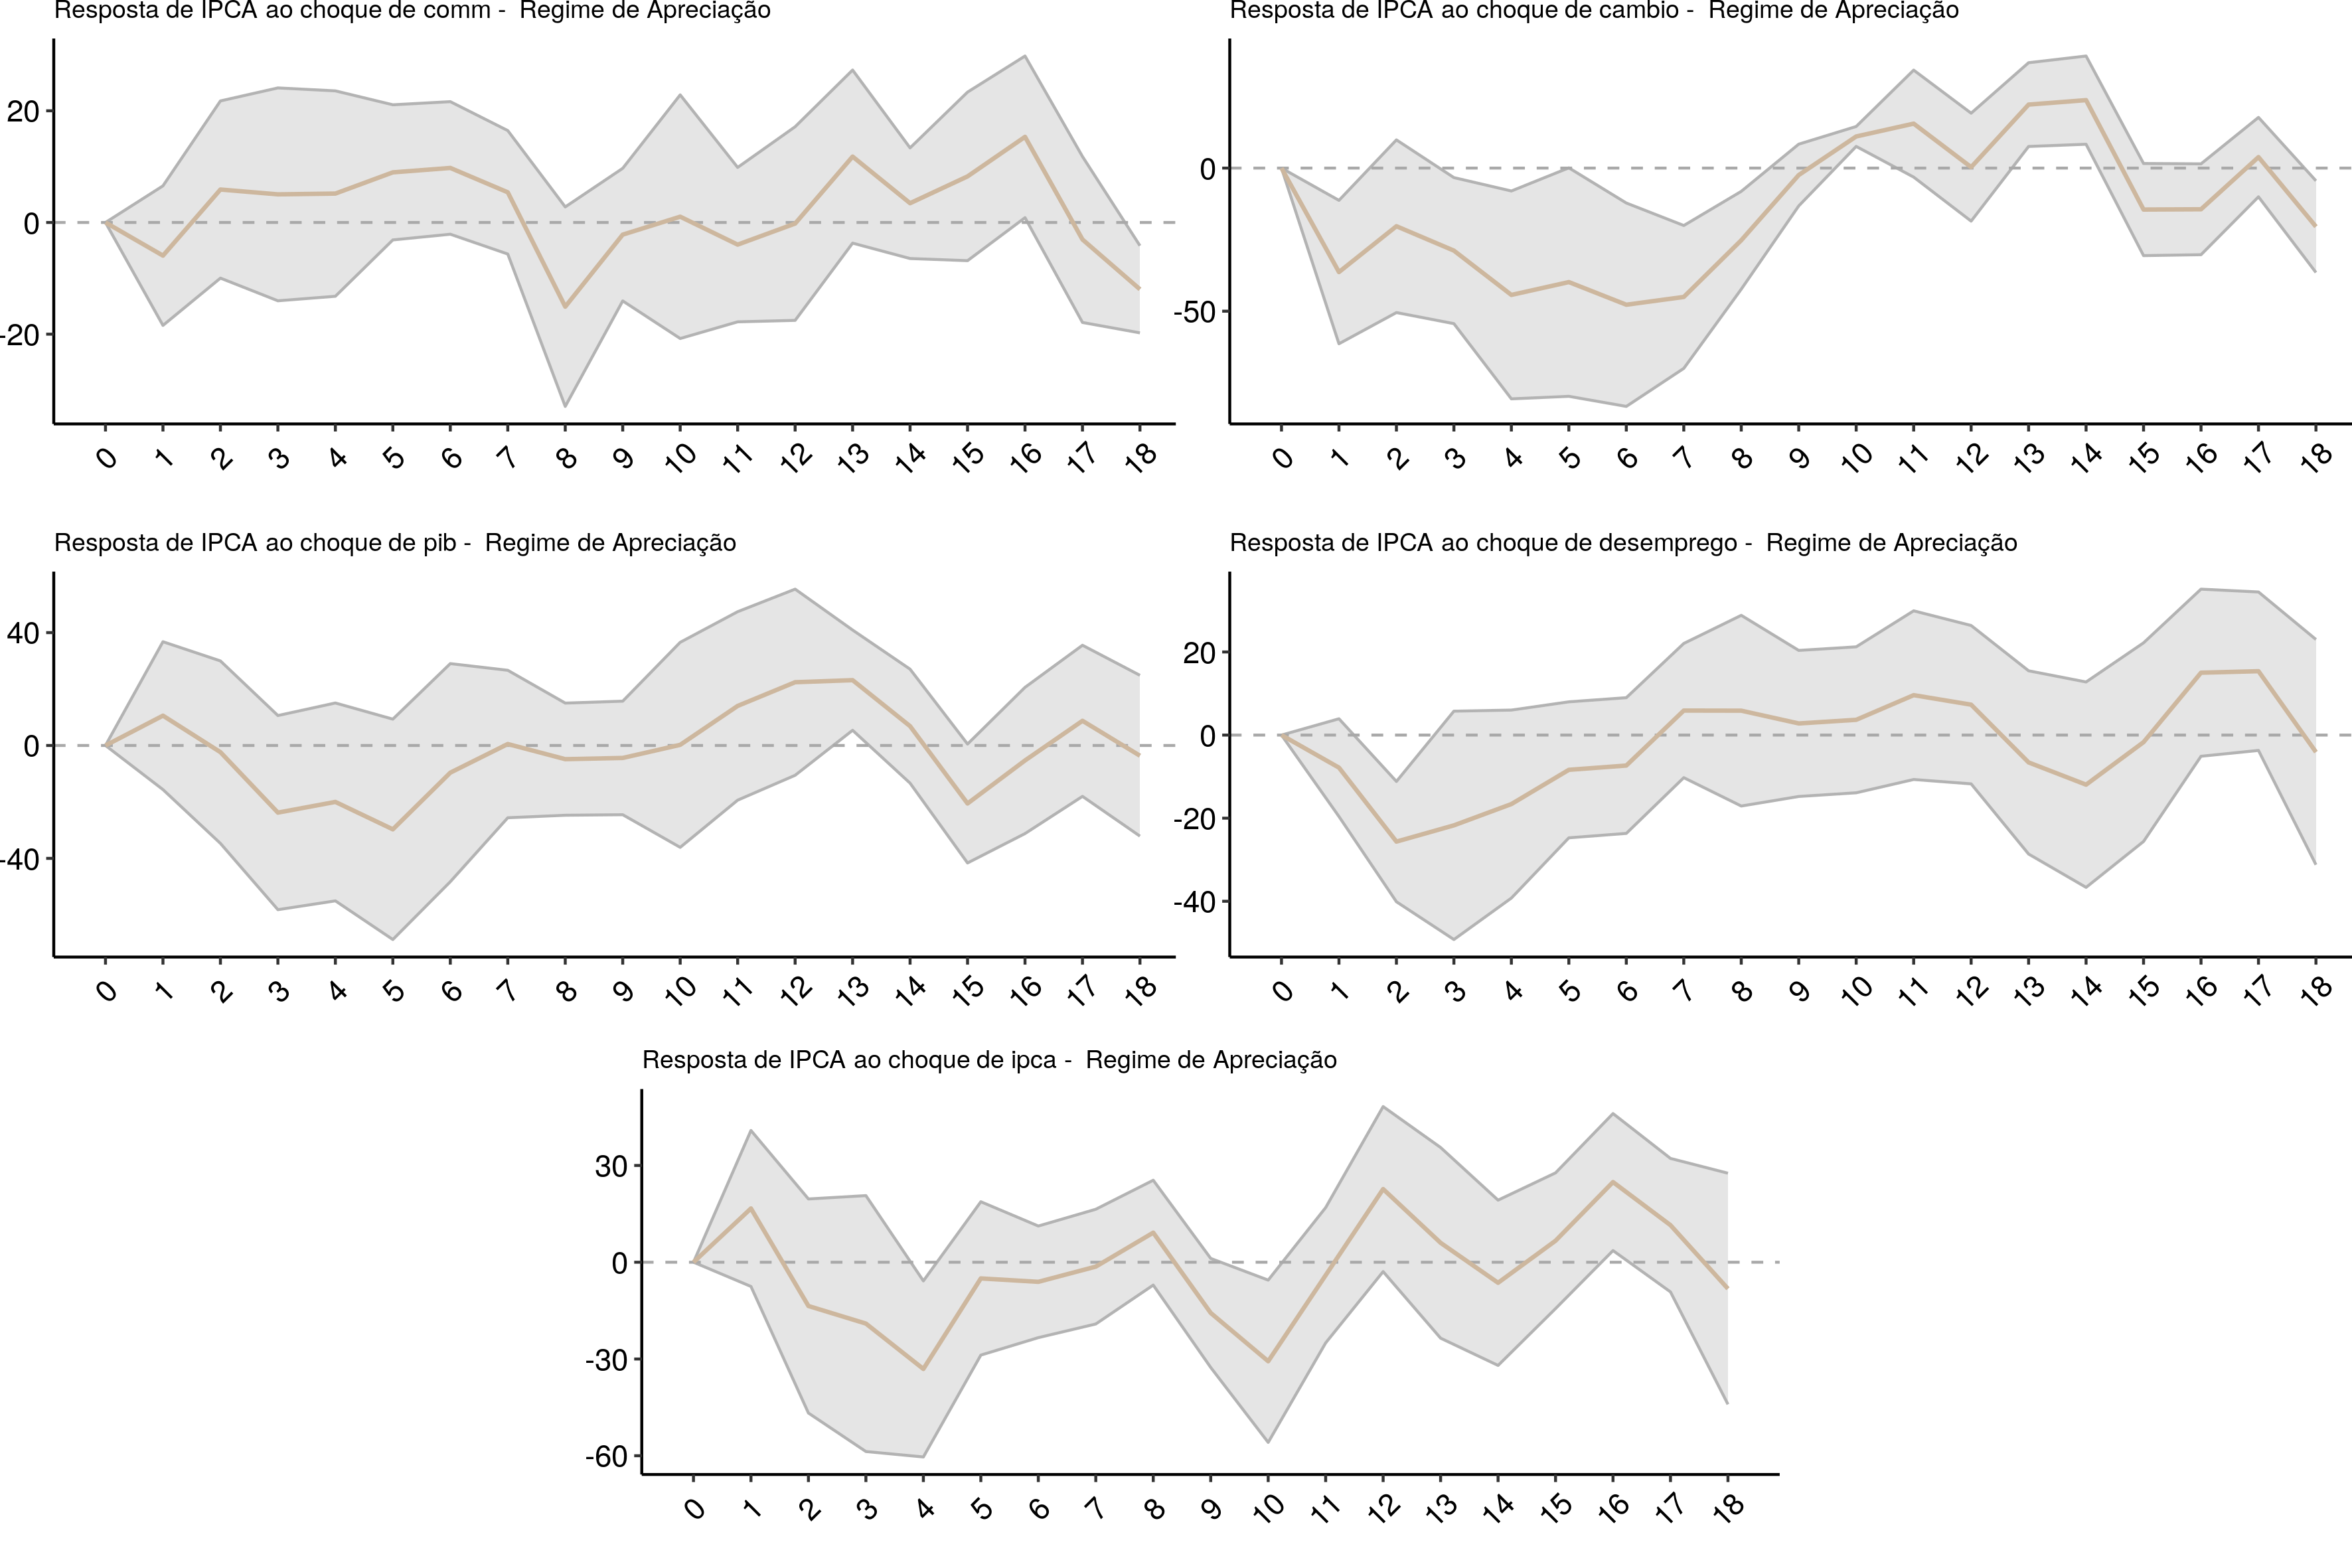 Resposta de IPCA ao choque de comm -  Regime de Apreciação
20
0
-20
0 1 2 3 4 5 6 7 8 9 10 11 12 13 14 15 16 17 18
Resposta de IPCA ao choque de cambio -  Regime de Apreciação
0
-50
0 1 2 3 4 5 6 7 8 9 10 11 12 13 14 15 16 17 18
Resposta de IPCA ao choque de pib -  Regime de Apreciação
40
0
-40
0 1 2 3 4 5 6 7 8 9 10 11 12 13 14 15 16 17 18
Resposta de IPCA ao choque de desemprego -  Regime de Apreciação
20
0
-20
-40
0 1 2 3 4 5 6 7 8 9 10 11 12 13 14 15 16 17 18
Resposta de IPCA ao choque de ipca -  Regime de Apreciação
30
0
-30
-60
0 1 2 3 4 5 6 7 8 9 10 11 12 13 14 15 16 17 18